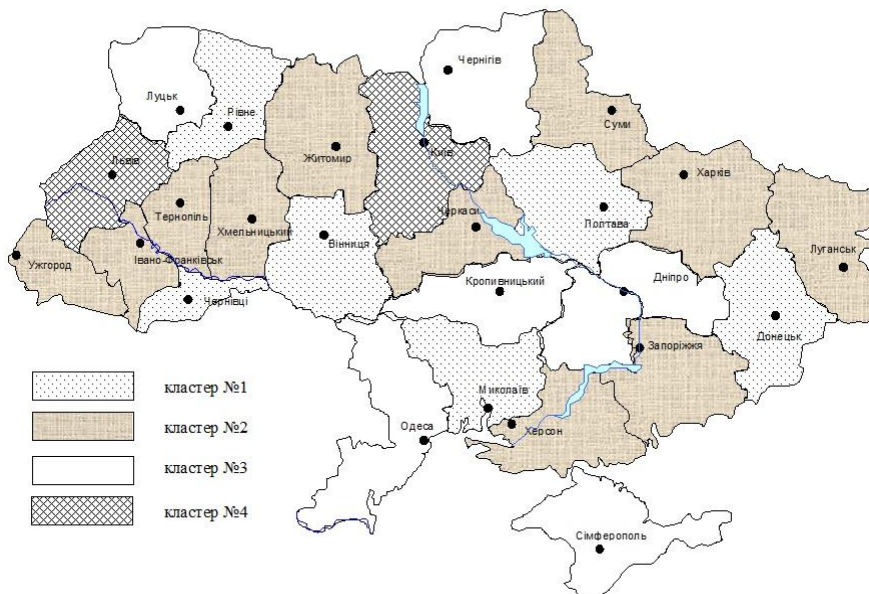 Чернігів
Луцьк
Рівне
Суми
Житомир
Київ
Львів
Харків
Тернопіль
Черкаси
Полтава
Хмельницький
Вінниця
Луганськ
Ужгород
Івано-Франківськ
Кропивницький
Дніпро
Чернівці
Донецьк
Запоріжжя
Миколаїв
Херсон
Одеса
Сімферополь
кластер №1
кластер №2
кластер №3
кластер №4